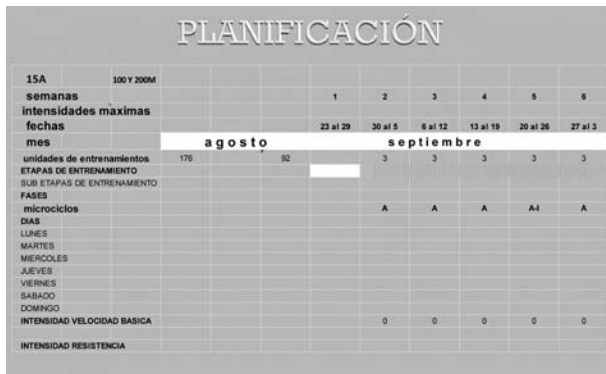 PLANIFICACIÓN
15A 100 Y 200M
semanas 1 2 3 4 5 6
intensidades maximas
fechas 23 al 29 30 al 5 6 al 12 13 al 19 20 al 26 27 al 3
mes agosto septiembre
unidades de entrenamientos 176 92 3 3 3 3 3
ETAPAS DE ENTRENAMIENTO
SUB ETAPAS DE ENTRENAMIENTO
FASES
microciclos A A A A-I A
DIAS
LUNES
MARTES
MIERCOLES
JUEVES
VIERNES
SABADO
DOMINGO
INTENSIDAD VELOCIDAD BASICA 0 0 0 0 0
INTENSIDAD RESISTENCIA